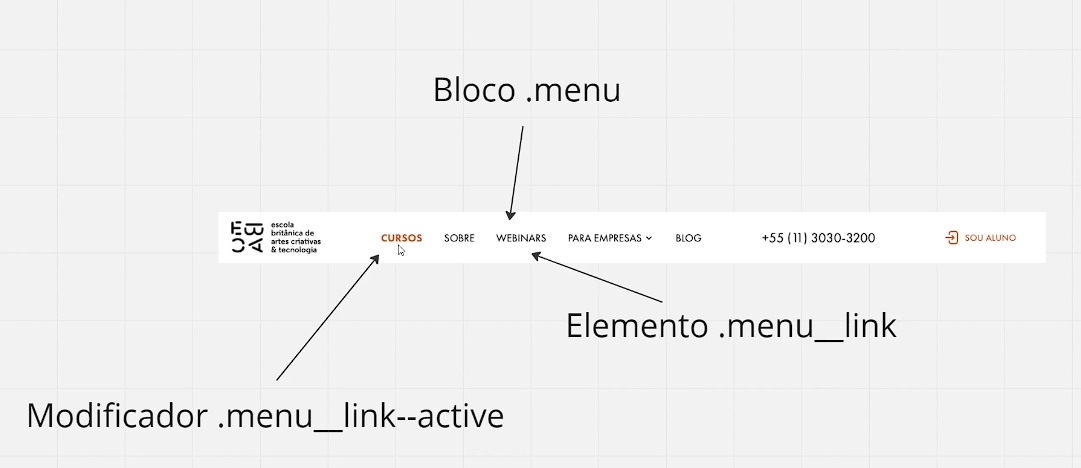 Bloco .menu
EBAC
escola
britânica de
artes criativas
& tecnologia
CURSOS
SOBRE
WEBINARS
PARA EMPRESAS
BLOG
+55 (11) 3030-3200
SOU ALUNO
Elemento .menu__link
Modificador .menu__link--active